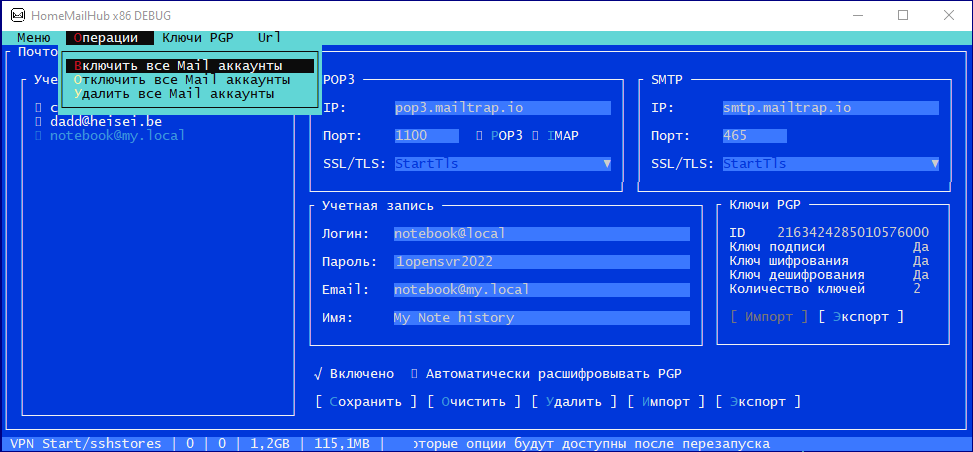 HomeMailHub x86 DEBUG
Меню Операции Ключи PGP Url
Почто
Включить все Mail аккаунты
Отключить все Mail аккаунты
Удалить все Mail аккаунты
Уче
c
dadd@heisei.be
notebook@my.local
POP3
IP: pop3.mailtrap.io
Порт: 1100 POP3 IMAP
SSL/TLS: StartTls ▼
SMTP
IP: smtp.mailtrap.io
Порт: 465
SSL/TLS: StartTls ▼
Учетная запись
Логин: notebook@local
Пароль: 1opensvr2022
Email: notebook@my.local
Имя: My Note history
Ключи PGP
ID 2163424285010576000
Ключ подписи Да
Ключ шифрования Да
Ключ дешифрования Да
Количество ключей 2
[ Импорт ] [ Экспорт ]
√ Включено Автоматически расшифровывать PGP
[ Сохранить ] [ Очистить ] [ Удалить ] [ Импорт ] [ Экспорт ]
VPN Start/sshstores | 0 | 0 | 1,2GB | 115,1MB | оторые опции будут доступны после перезапуска